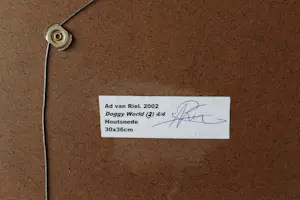 Ad van Riel. 2002
Doggy World (2) 4/4
Houtsnede
30x36cm